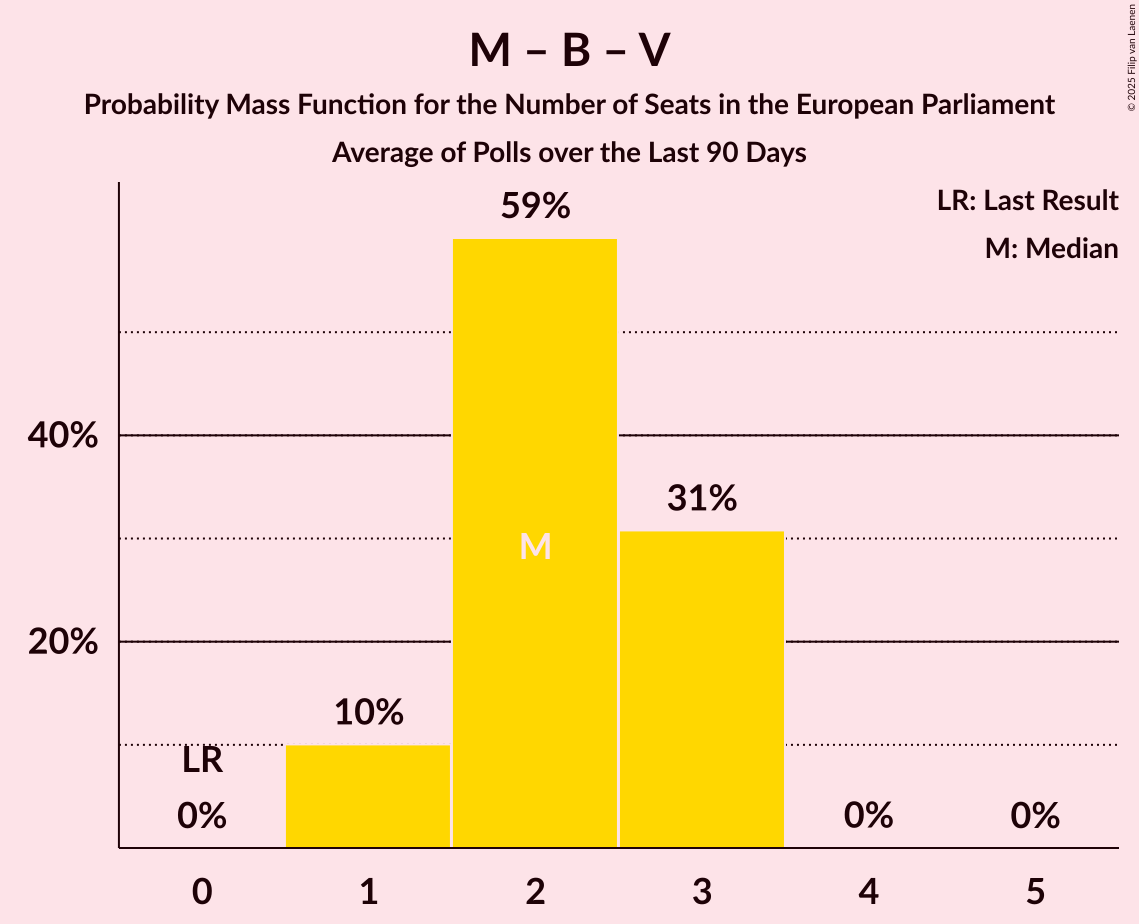 M – B – V
Probability Mass Function for the Number of Seats in the European Parliament
Average of Polls over the Last 90 Days
© 2025 Filip van Laenen
LR: Last Result
M: Median
59%
40%
31%
M
20%
10%
LR
0%
0%
0%
0
1
2
3
4
5